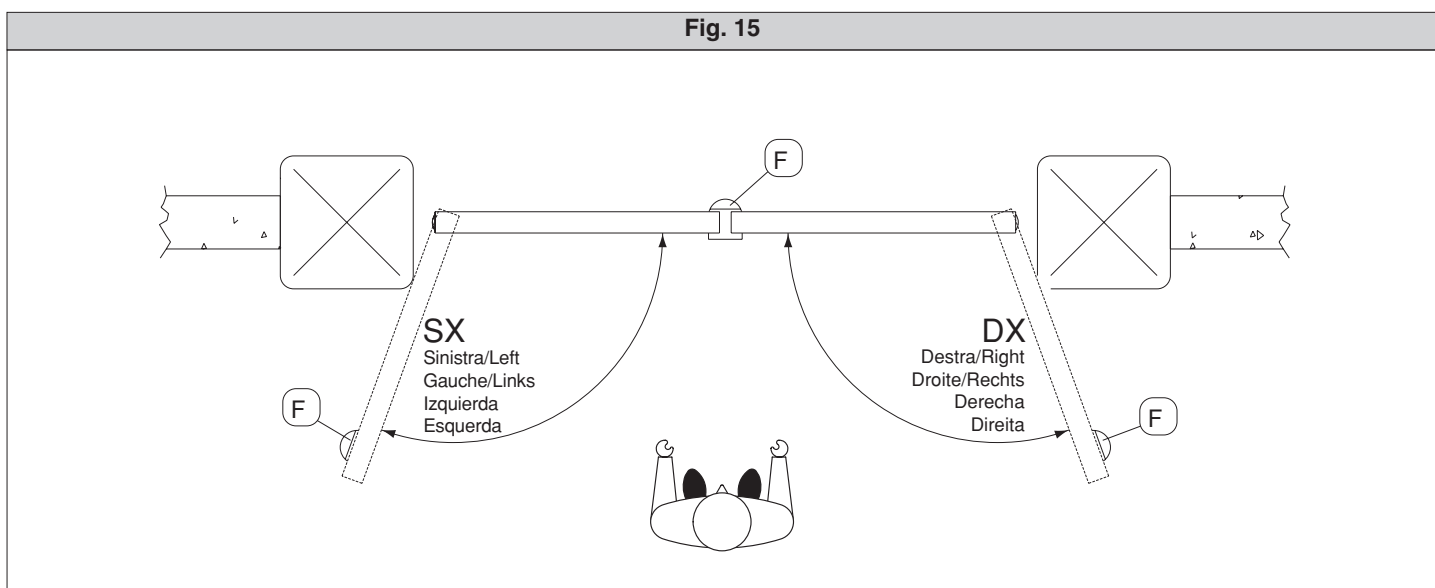 Fig. 15
F
SX
Sinistra/Left
Gauche/Links
Izquierda
Esquerda
DX
Destra/Right
Droite/Rechts
Derecha
Direita
F
F